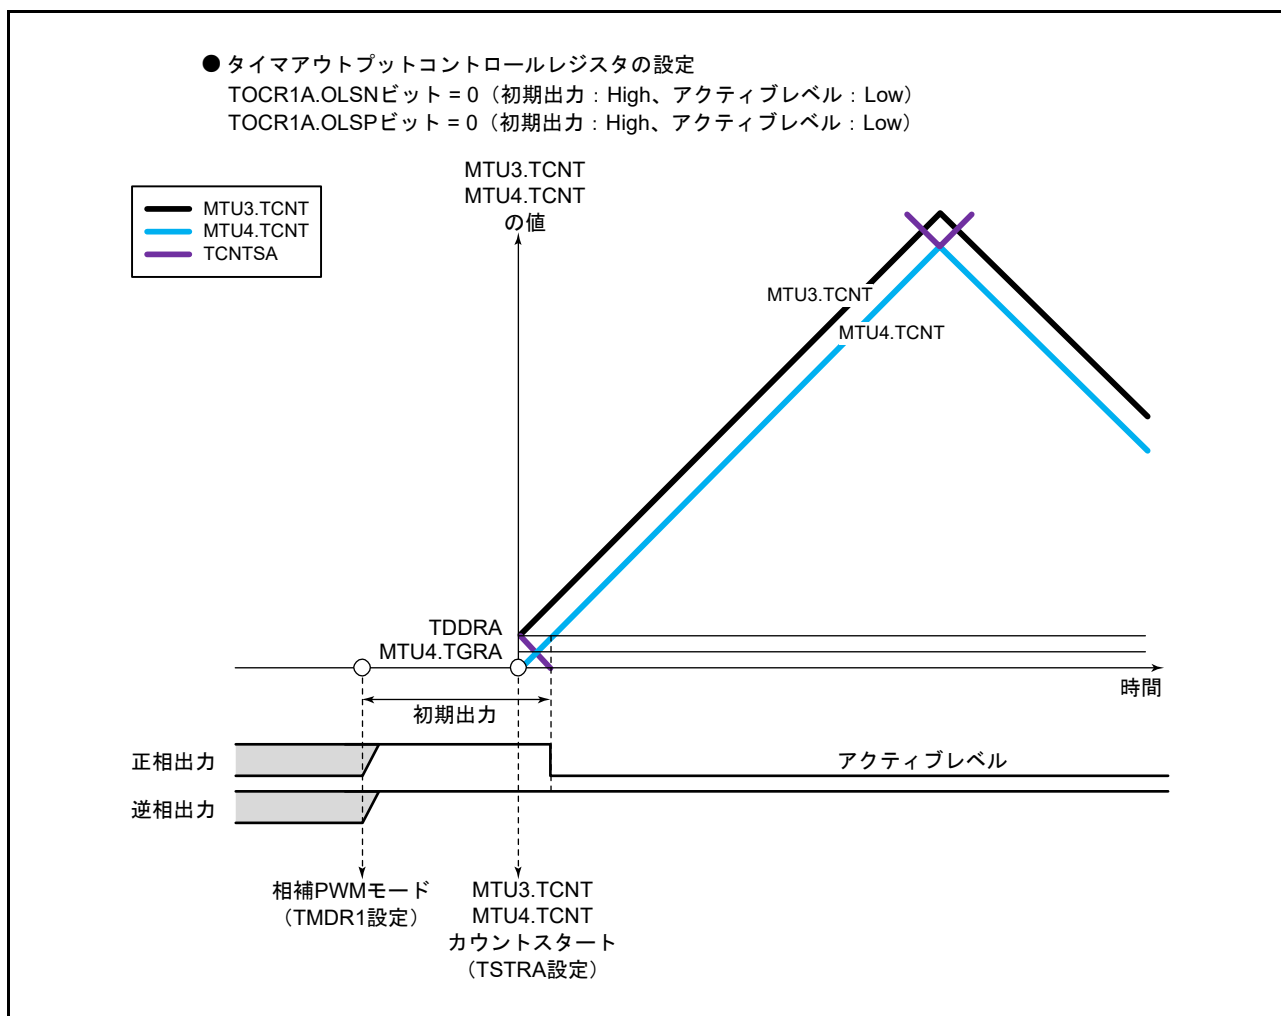 ● タイマアウトプットコントロールレジスタの設定
TOCR1A.OLSNビット = 0（初期出力：High、アクティブレベル：Low）
TOCR1A.OLSPビット = 0（初期出力：High、アクティブレベル：Low）
MTU3.TCNT
MTU4.TCNT
の値
MTU3.TCNT
MTU4.TCNT
TCNTSA
MTU3.TCNT
MTU4.TCNT
TDDRA
MTU4.TGRA
時間
初期出力
正相出力
アクティブレベル
逆相出力
相補PWMモード
（TMDR1設定）
MTU3.TCNT
MTU4.TCNT
カウントスタート
（TSTRA設定）